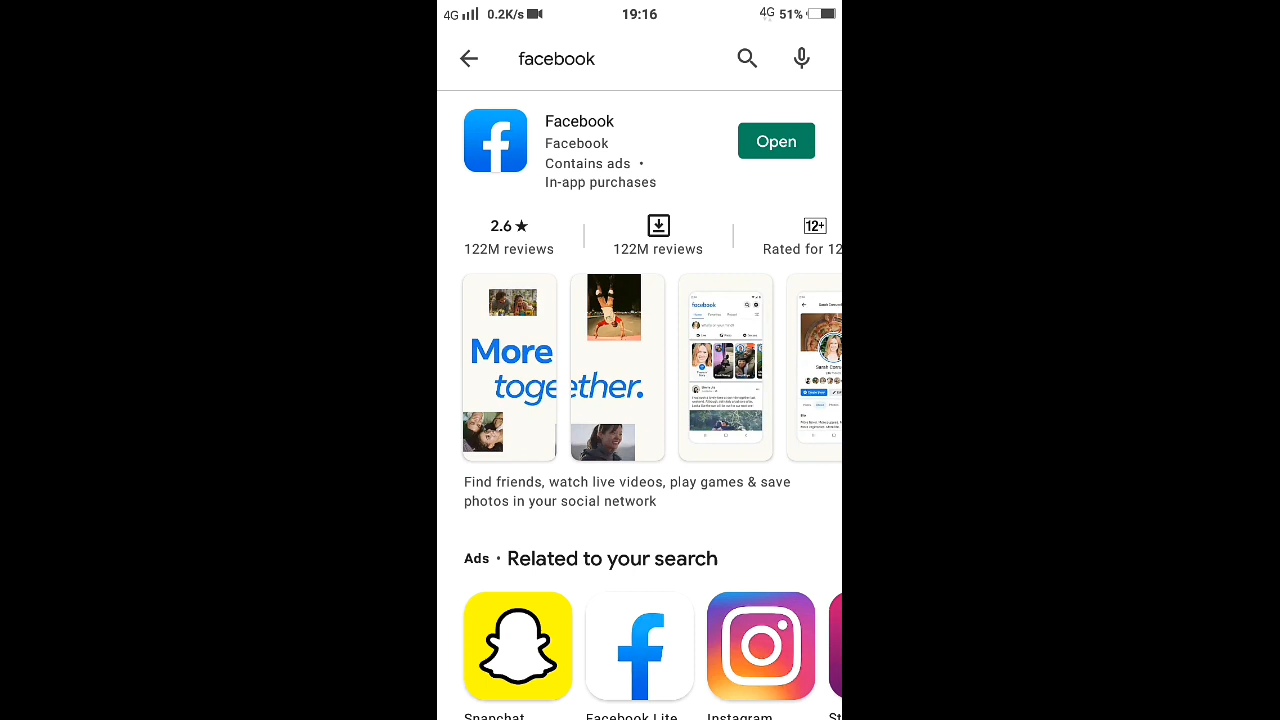 4G 0.2K/s 19:16 4G 51%
facebook
Facebook
Facebook
Contains ads •
In-app purchases
Open
2.6 ★ 12+
122M reviews 122M reviews Rated for 12
More
together.
facebook
Find friends, watch live videos, play games & save
photos in your social network
Ads • Related to your search
Snapchat Facebook Lite Instagram